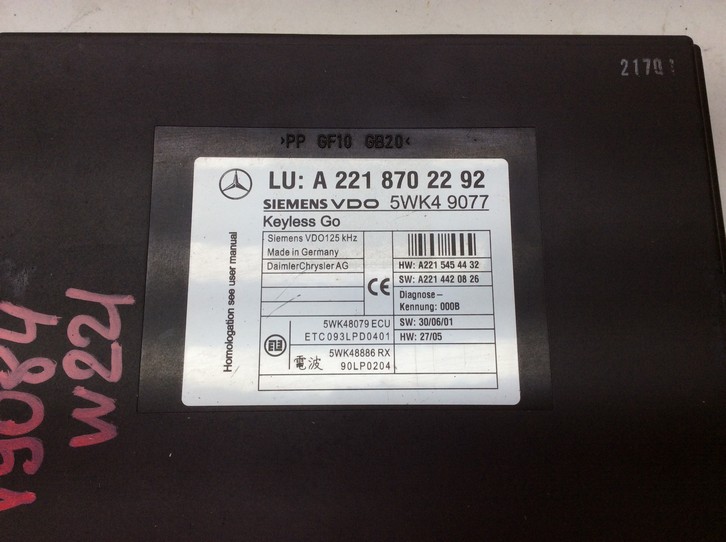 2170
>PP GF10 GB20<
LU: A 221 870 22 92
SIEMENS VDO 5WK4 9077
Keyless Go
Siemens VDO125 kHz
Made in Germany
DaimlerChrysler AG
HW: A221 545 44 32
SW: A221 442 08 26
CE
Diagnose–
Kennung: 000B
5WK48079 ECU
ETC093LPD0401
SW: 30/06/01
HW: 27/05
5WK48886 RX
電波 90LP0204
Homologation see user manual
W221